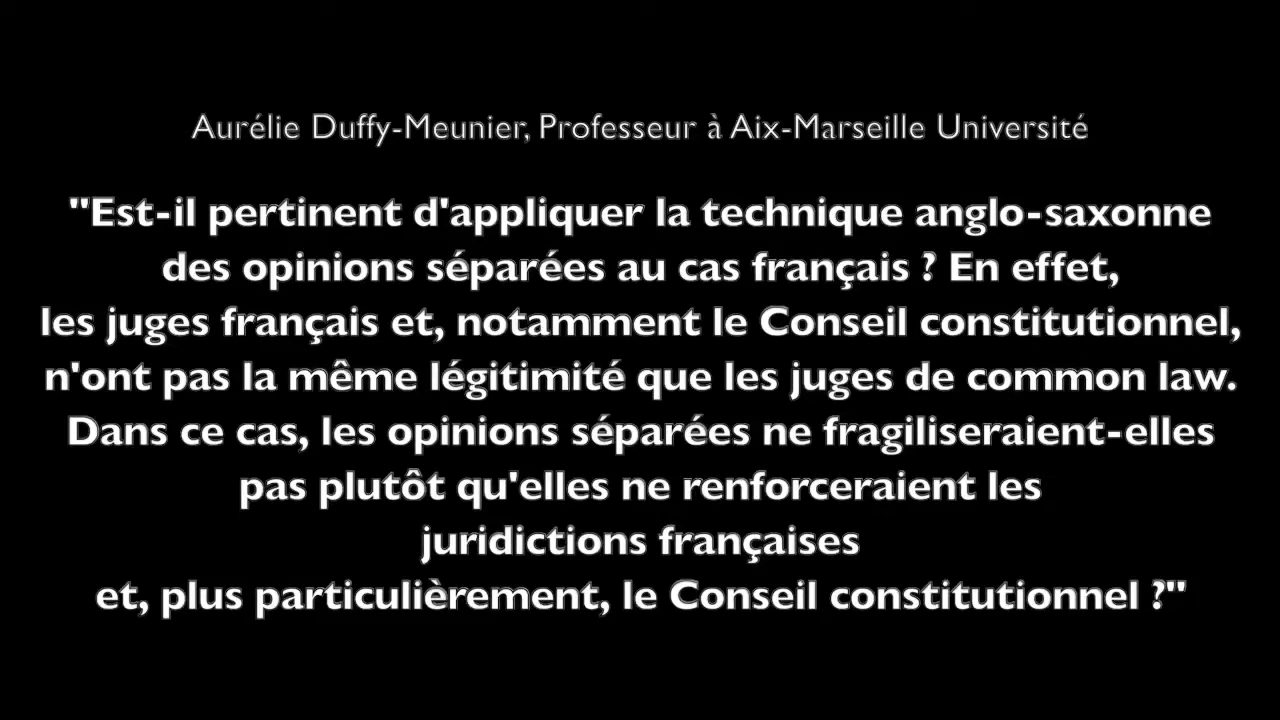 Aurélie Duffy-Meunier, Professeur à Aix-Marseille Université
"Est-il pertinent d'appliquer la technique anglo-saxonne
des opinions séparées au cas français ? En effet,
les juges français et, notamment le Conseil constitutionnel,
n'ont pas la même légitimité que les juges de common law.
Dans ce cas, les opinions séparées ne fragiliseraient-elles
pas plutôt qu'elles ne renforceraient les
juridictions françaises
et, plus particulièrement, le Conseil constitutionnel ?"